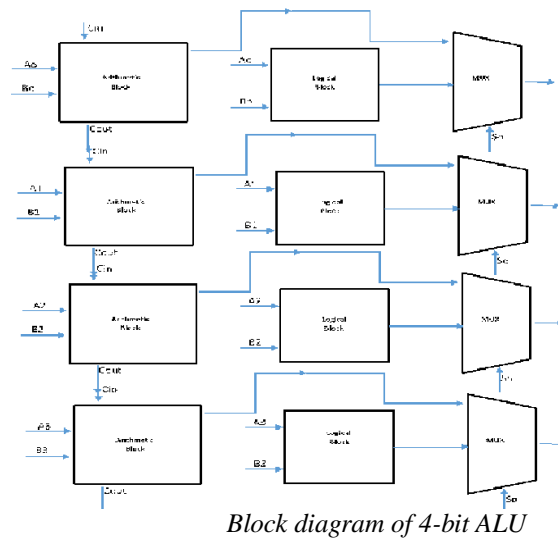 Cin
A0
B0
Arithmetic
Block
Cout
A0
B0
Logical
Block
MUX
S0
Cin
A1
B1
Arithmetic
Block
Cout
A1
B1
Logical
Block
MUX
S0
Cin
A2
B2
Arithmetic
Block
Cout
A2
B2
Logical
Block
MUX
Cin
A3
B3
Arithmetic
Block
Cout
Logical
Block
MUX
S0
Block diagram of 4-bit ALU